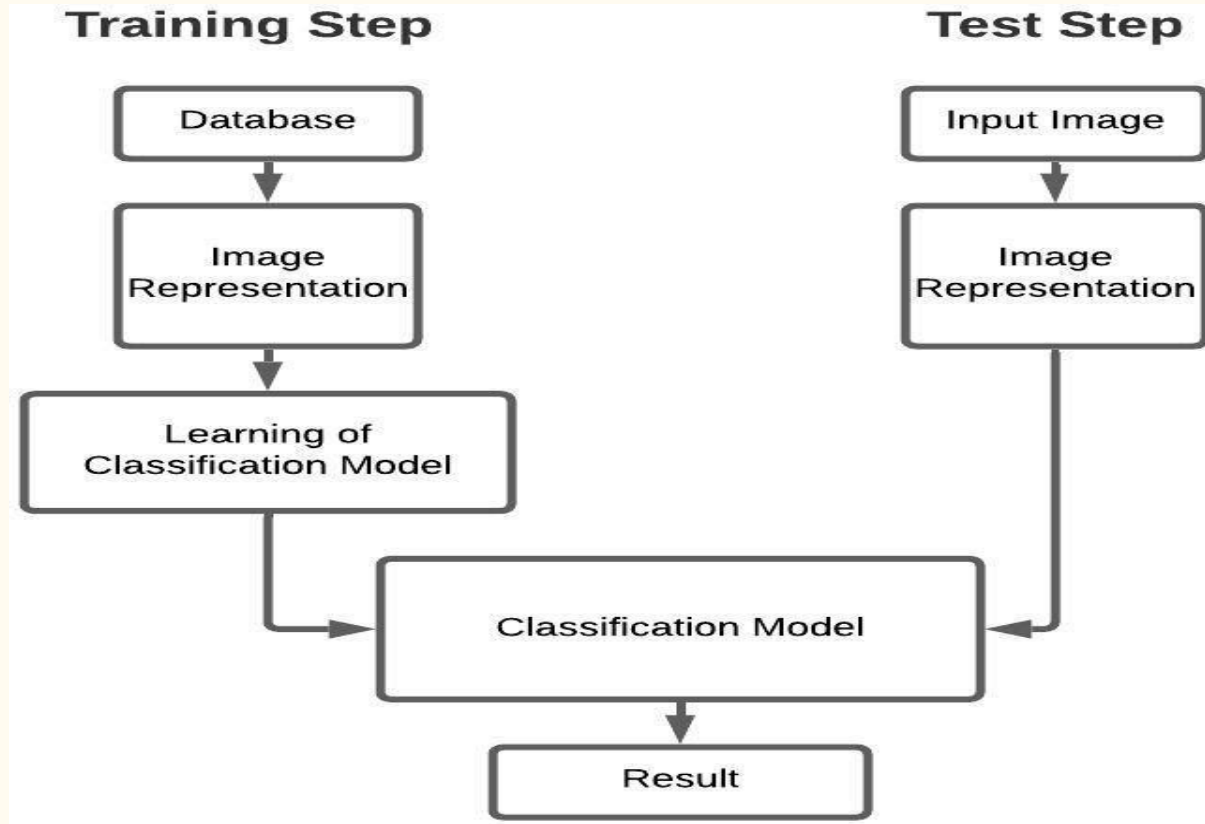 Training Step
Test Step
Database
Input Image
Image
Representation
Image
Representation
Learning of
Classification Model
Classification Model
Result